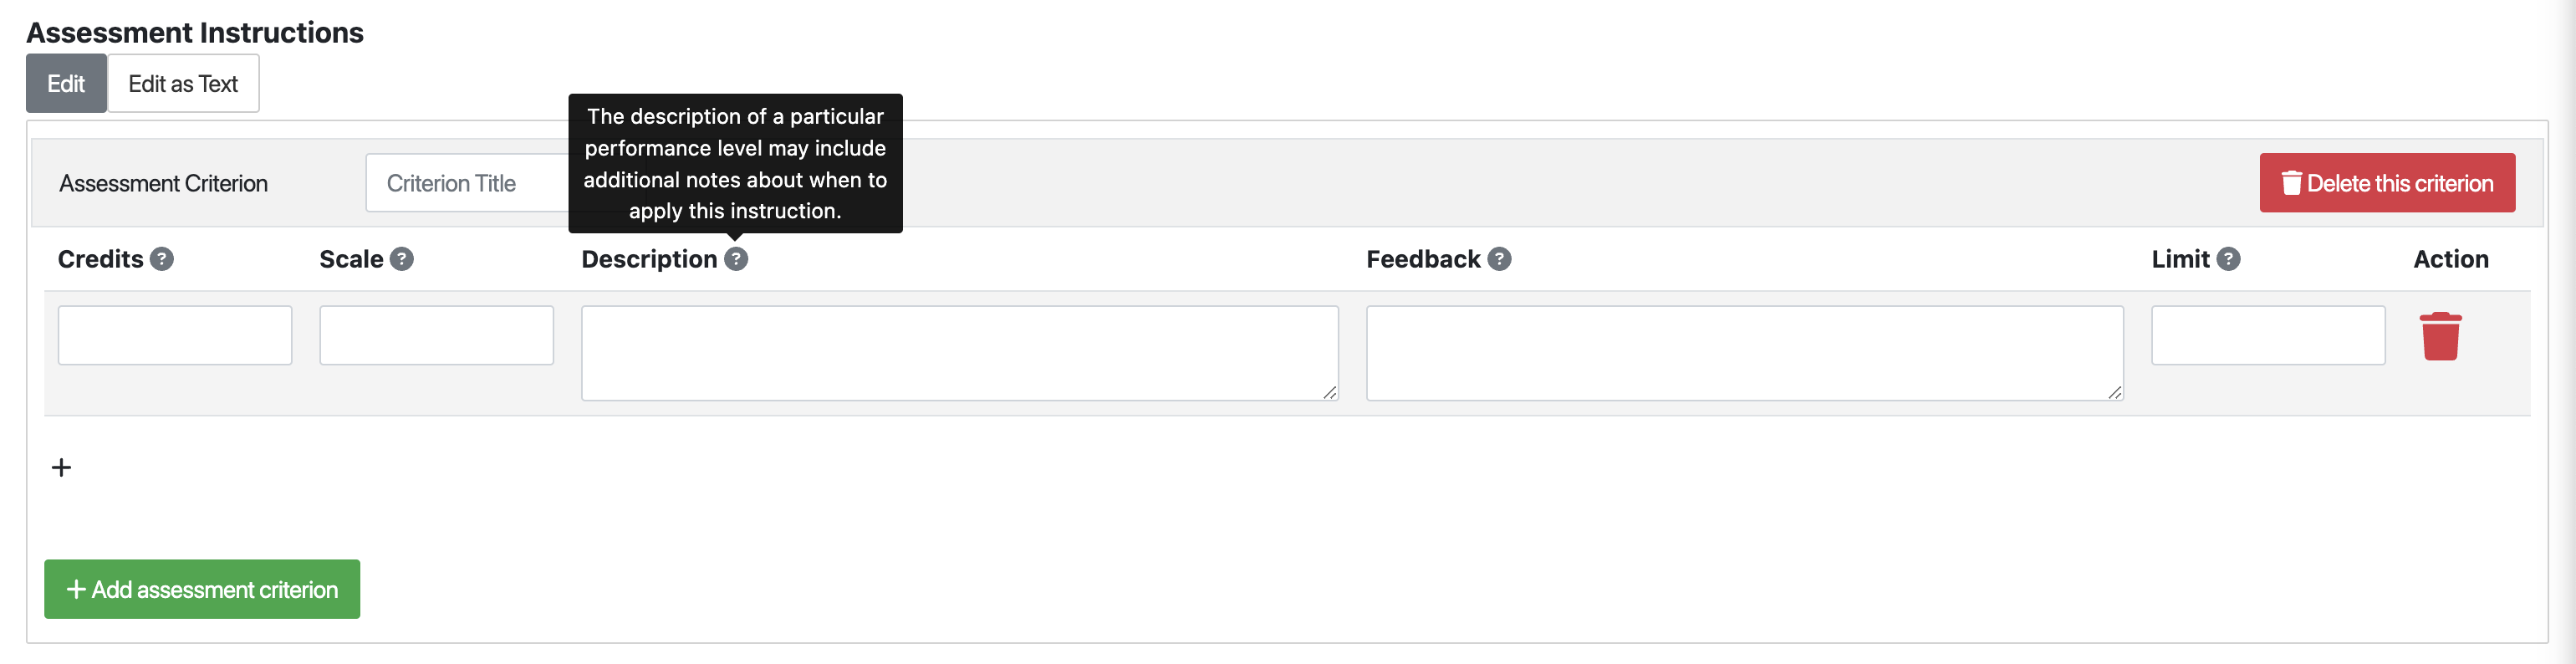 Assessment Instructions
Edit Edit as Text
The description of a particular
performance level may include
additional notes about when to
apply this instruction.
Assessment Criterion Criterion Title Delete this criterion
Credits ? Scale ? Description ? Feedback ? Limit ? Action
+
+ Add assessment criterion